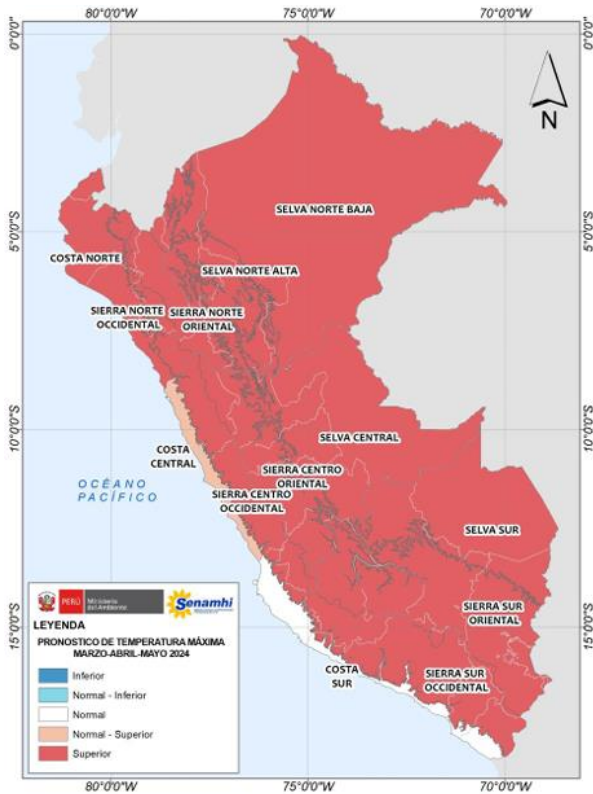 80°0'0"O
75°0'0"O
70°0'0"O
0°0'0"
0°0'0"
N
SELVA NORTE BAJA
5°0'0"S
5°0'0"S
COSTA NORTE
SELVA NORTE ALTA
SIERRA NORTE
OCCIDENTAL
SIERRA NORTE
ORIENTAL
10°0'0"S
10°0'0"S
SELVA CENTRAL
COSTA
CENTRAL
SIERRA CENTRO
ORIENTAL
OCÉANO
PACÍFICO
SIERRA CENTRO
OCCIDENTAL
SELVA SUR
SIERRA SUR
ORIENTAL
15°0'0"S
15°0'0"S
COSTA
SUR
SIERRA SUR
OCCIDENTAL
PERÚ
Ministerio
del Ambiente
Senamhi
LEYENDA
PRONOSTICO DE TEMPERATURA MÁXIMA
MARZO-ABRIL-MAYO 2024
Inferior
Normal - Inferior
Normal
Normal - Superior
Superior
80°0'0"O
75°0'0"O
70°0'0"O